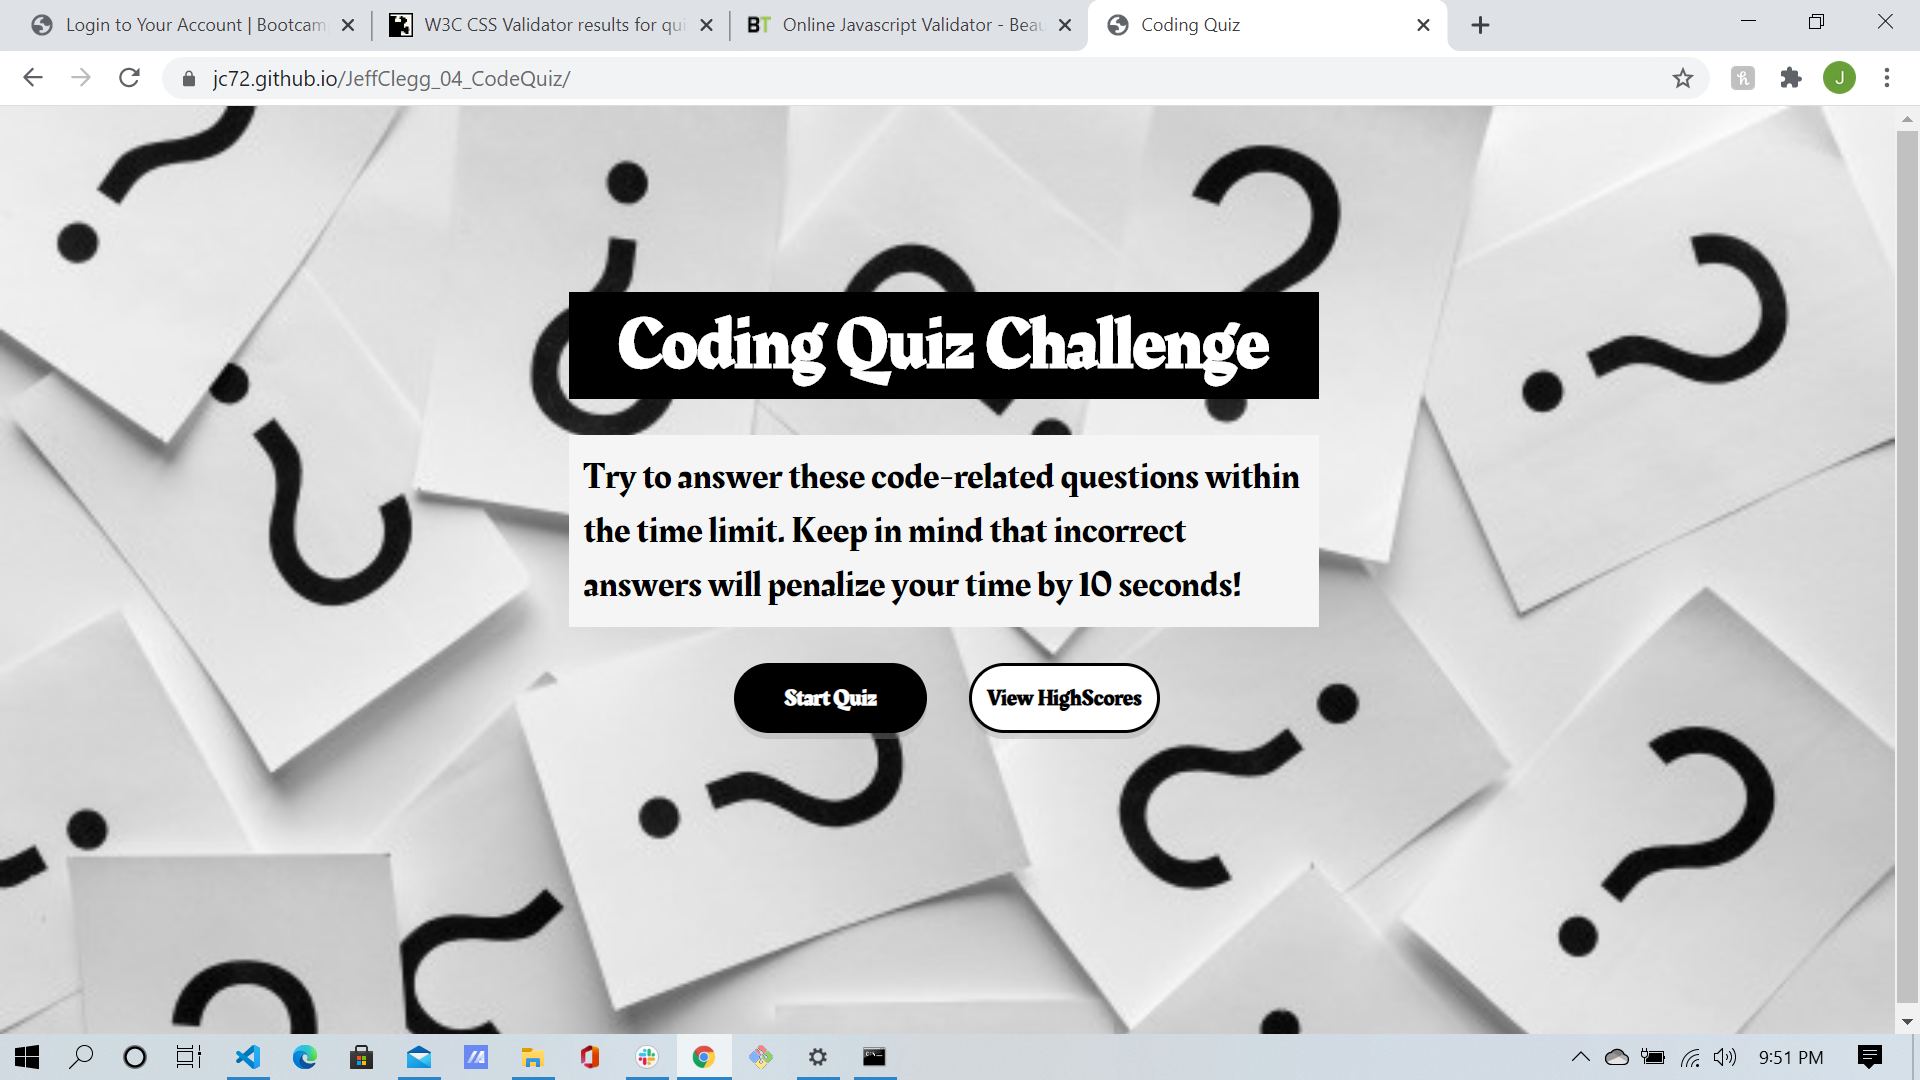 Login to Your Account | Bootcam
W3C CSS Validator results for qui
BT Online Javascript Validator - Beau
Coding Quiz
jc72.github.io/JeffClegg_04_CodeQuiz/
J
Coding Quiz Challenge
Try to answer these code-related questions within
the time limit. Keep in mind that incorrect
answers will penalize your time by 10 seconds!
Start Quiz
View HighScores
9:51 PM